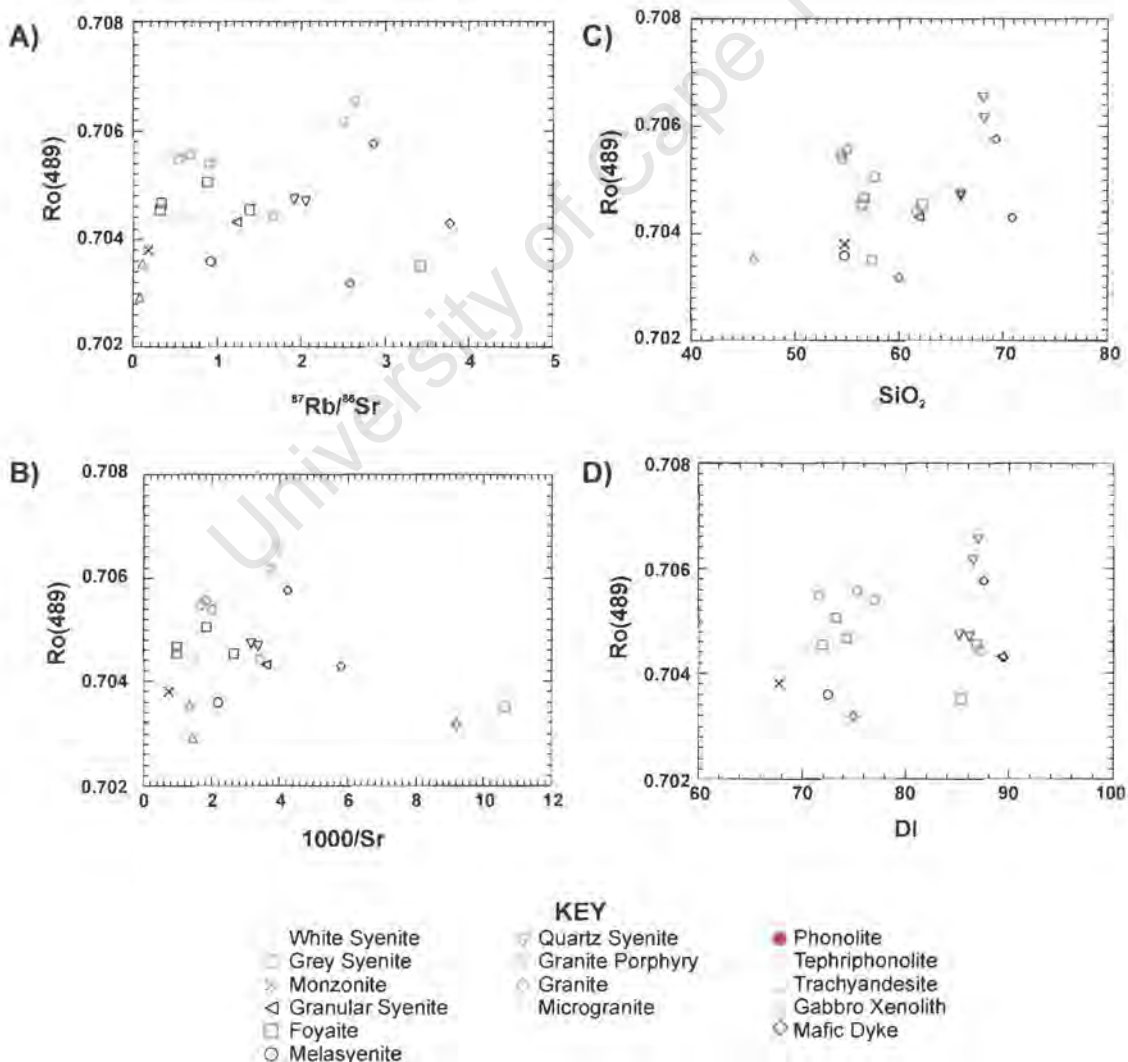 A)
0.708
0.706
0.704
0.702
Ro(489)
0 1 2 3 4 5
⁸⁷Rb/⁸⁶Sr
C)
0.708
0.706
0.704
0.702
Ro(489)
40 50 60 70 80
SiO₂
B)
0.708
0.706
0.704
0.702
Ro(489)
0 2 4 6 8 10 12
1000/Sr
D)
0.708
0.706
0.704
0.702
Ro(489)
60 70 80 90 100
DI
University of Cape T
KEY
White Syenite
Grey Syenite
Monzonite
Granular Syenite
Foyaite
Melasyenite
Quartz Syenite
Granite Porphyry
Granite
Microgranite
Phonolite
Tephriphonolite
Trachyandesite
Gabbro Xenolith
Mafic Dyke